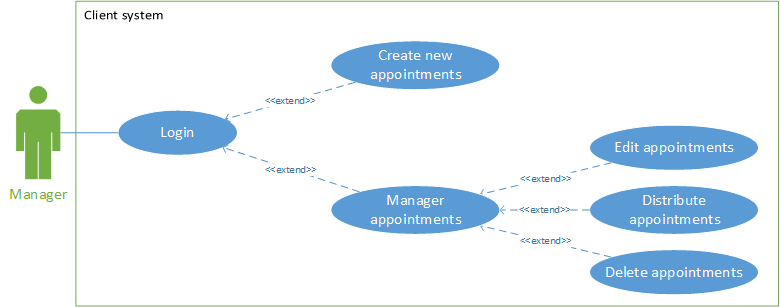 Client system
Create new
appointments
<<extend>>
Login
Manager
<<extend>>
Manager
appointments
Edit appointments
<<extend>>
Distribute
appointments
<<extend>>
<<extend>>
Delete appointments